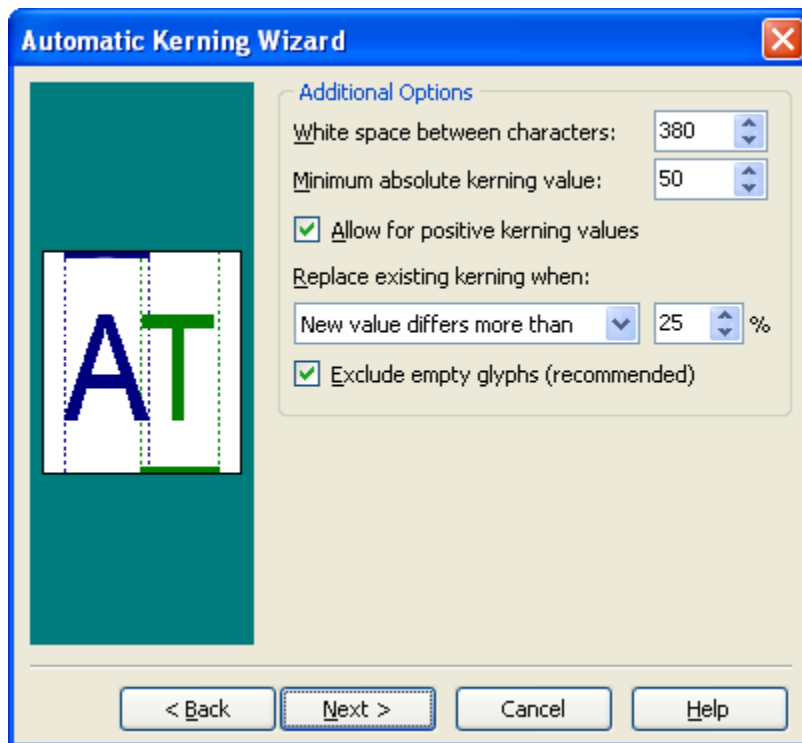 Automatic Kerning Wizard
Additional Options
White space between characters: 380
Minimum absolute kerning value: 50
Allow for positive kerning values
Replace existing kerning when:
New value differs more than 25 %
Exclude empty glyphs (recommended)
AT
< Back Next > Cancel Help